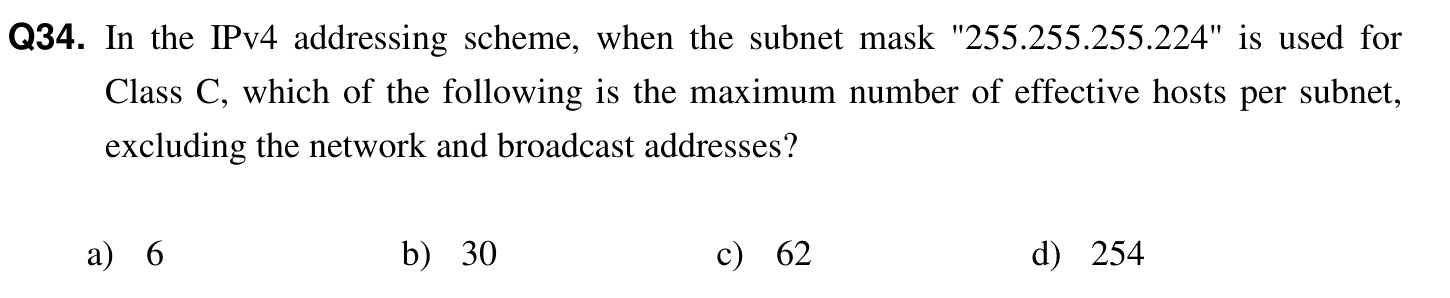 Q34. In the IPv4 addressing scheme, when the subnet mask "255.255.255.224" is used for
Class C, which of the following is the maximum number of effective hosts per subnet,
excluding the network and broadcast addresses?
a) 6 b) 30 c) 62 d) 254